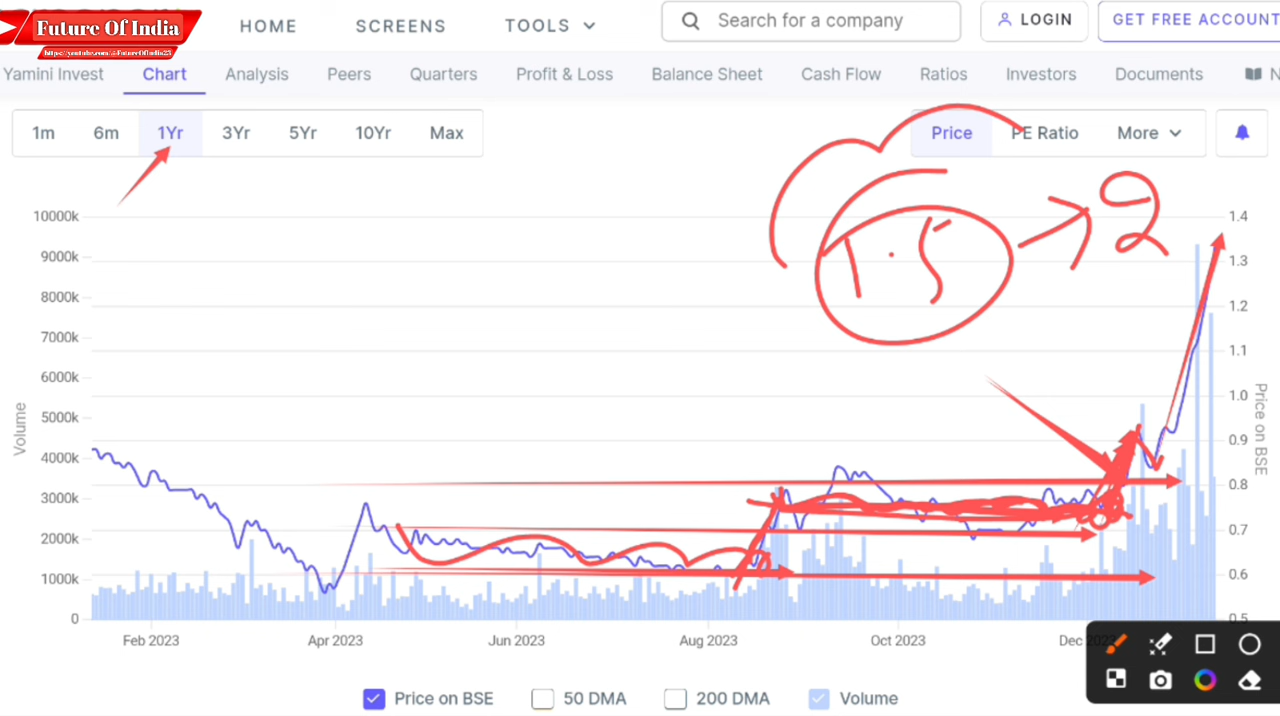 Future Of India
https://youtube.com/@FutureOfIndia23
HOME SCREENS TOOLS
Search for a company
LOGIN
GET FREE ACCOUNT
Yamini Invest Chart Analysis Peers Quarters Profit & Loss Balance Sheet Cash Flow Ratios Investors Documents N
1m 6m 1Yr 3Yr 5Yr 10Yr Max
Price PE Ratio More
1.5 → 2
10000k 1.4
9000k 1.3
8000k 1.2
7000k 1.1
6000k 1.0
5000k 0.9
4000k 0.8
3000k 0.7
2000k 0.6
1000k 0.5
0
Volume
Price on BSE
Feb 2023 Apr 2023 Jun 2023 Aug 2023 Oct 2023 Dec 2023
Price on BSE 50 DMA 200 DMA Volume